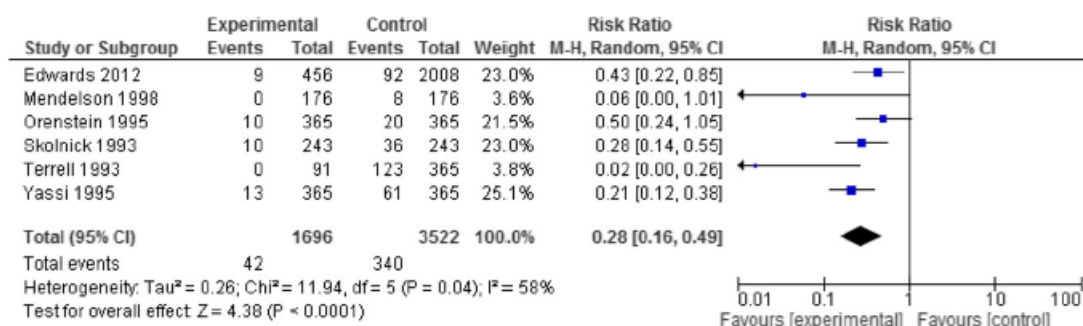 Experimental Control Risk Ratio Risk Ratio
Study or Subgroup Events Total Events Total Weight M-H, Random, 95% CI M-H, Random, 95% CI
Edwards 2012 9 456 92 2008 23.0% 0.43 [0.22, 0.85]
Mendelson 1998 0 176 8 176 3.6% 0.06 [0.00, 1.01]
Orenstein 1995 10 365 20 365 21.5% 0.50 [0.24, 1.05]
Skolnick 1993 10 243 36 243 23.0% 0.28 [0.14, 0.55]
Terrell 1993 0 91 123 365 3.8% 0.02 [0.00, 0.26]
Yassi 1995 13 365 61 365 25.1% 0.21 [0.12, 0.38]
Total (95% CI) 1696 3522 100.0% 0.28 [0.16, 0.49]
Total events 42 340
Heterogeneity: Tau² = 0.26; Chi² = 11.94, df = 5 (P = 0.04); I² = 58%
Test for overall effect: Z = 4.38 (P < 0.0001)
0.01 0.1 1 10 100
Favours [experimental] Favours [control]